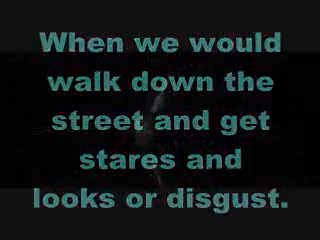 When we would
walk down the
street and get
stares and
looks or disgust.